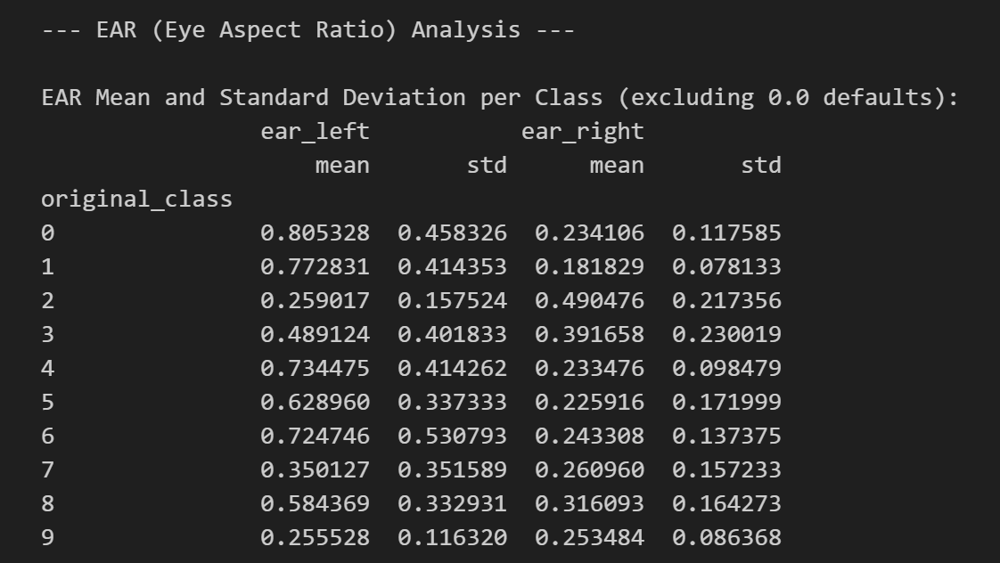 --- EAR (Eye Aspect Ratio) Analysis ---
EAR Mean and Standard Deviation per Class (excluding 0.0 defaults):
ear_left ear_right
mean std mean std
original_class
0 0.805328 0.458326 0.234106 0.117585
1 0.772831 0.414353 0.181829 0.078133
2 0.259017 0.157524 0.490476 0.217356
3 0.489124 0.401833 0.391658 0.230019
4 0.734475 0.414262 0.233476 0.098479
5 0.628960 0.337333 0.225916 0.171999
6 0.724746 0.530793 0.243308 0.137375
7 0.350127 0.351589 0.260960 0.157233
8 0.584369 0.332931 0.316093 0.164273
9 0.255528 0.116320 0.253484 0.086368